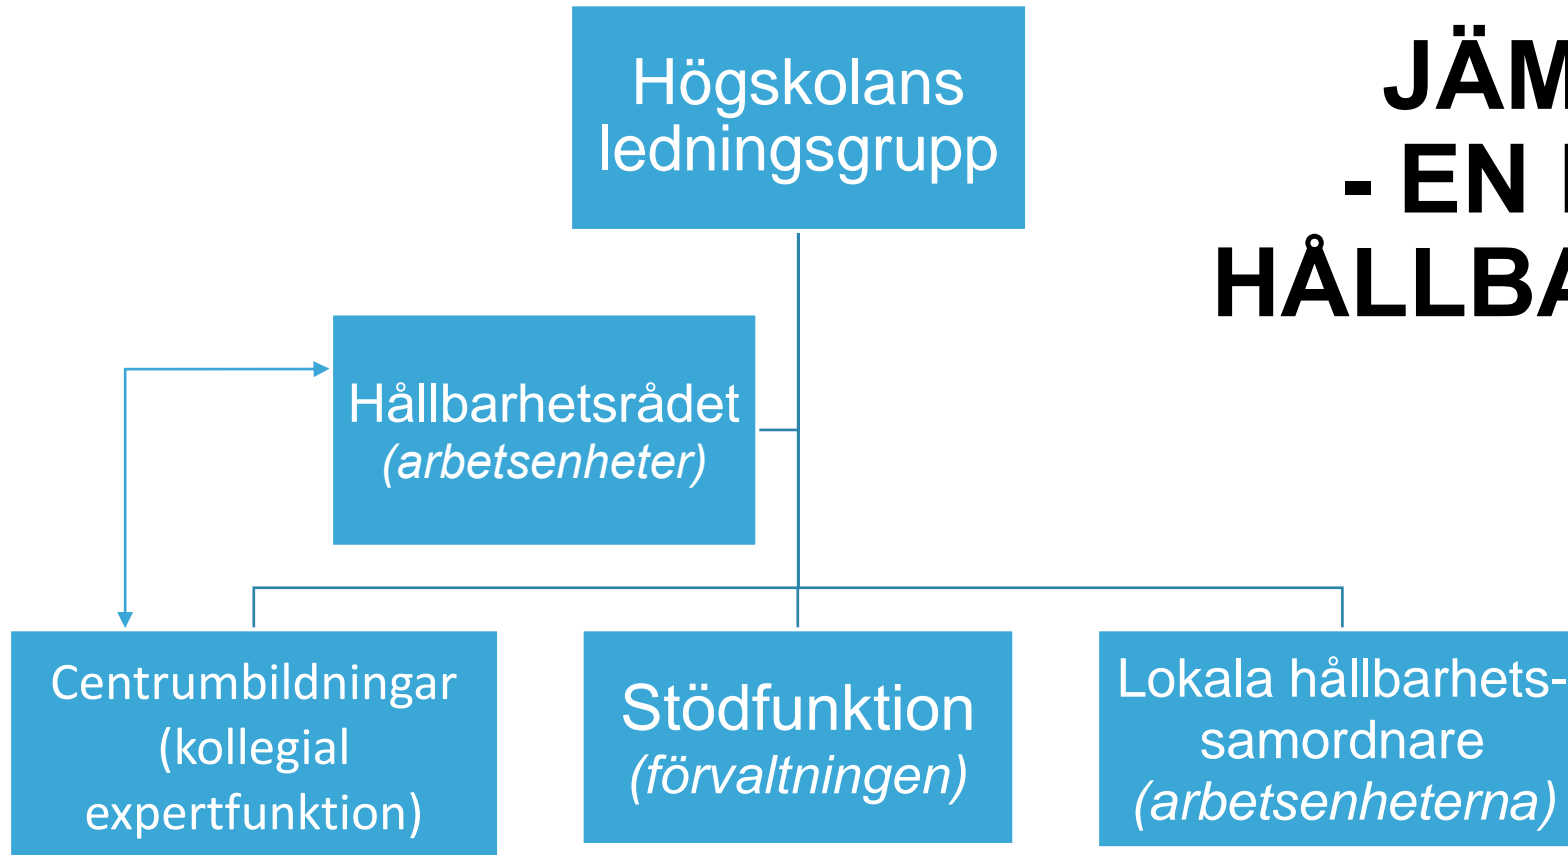 Högskolans
ledningsgrupp
JÄM
- EN
HÅLLBA
Hållbarhetsrådet
(arbetsenheter)
Centrumbildningar
(kollegial
expertfunktion)
Stödfunktion
(förvaltningen)
Lokala hållbarhets-
samordnare
(arbetsenheterna)